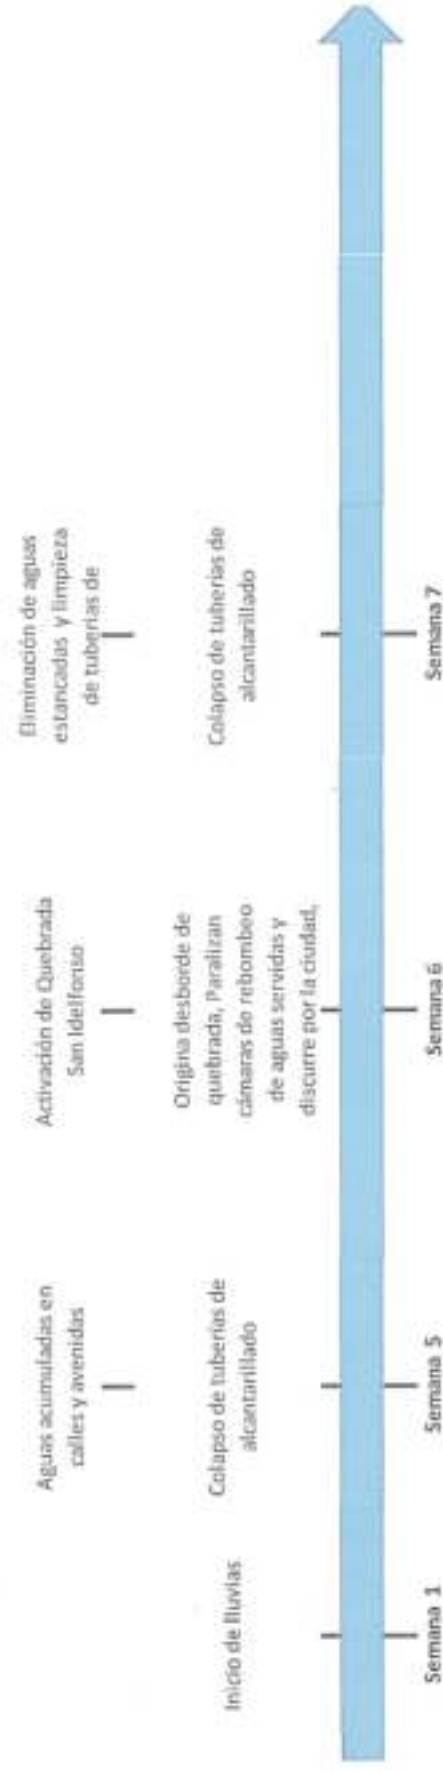 Inicio de lluvias
Semana 1
Aguas acumuladas en
calles y avenidas
Colapso de tuberías de
alcantarillado
Semana 5
Activación de Quebrada
San Idelfonso
Origina desborde de
quebrada, Paralizan
cámaras de rebombeo
de aguas servidas y
discurre por la ciudad,
Semana 6
Eliminación de aguas
estancadas y limpieza
de tuberías de
Colapso de tuberías de
alcantarillado
Semana 7